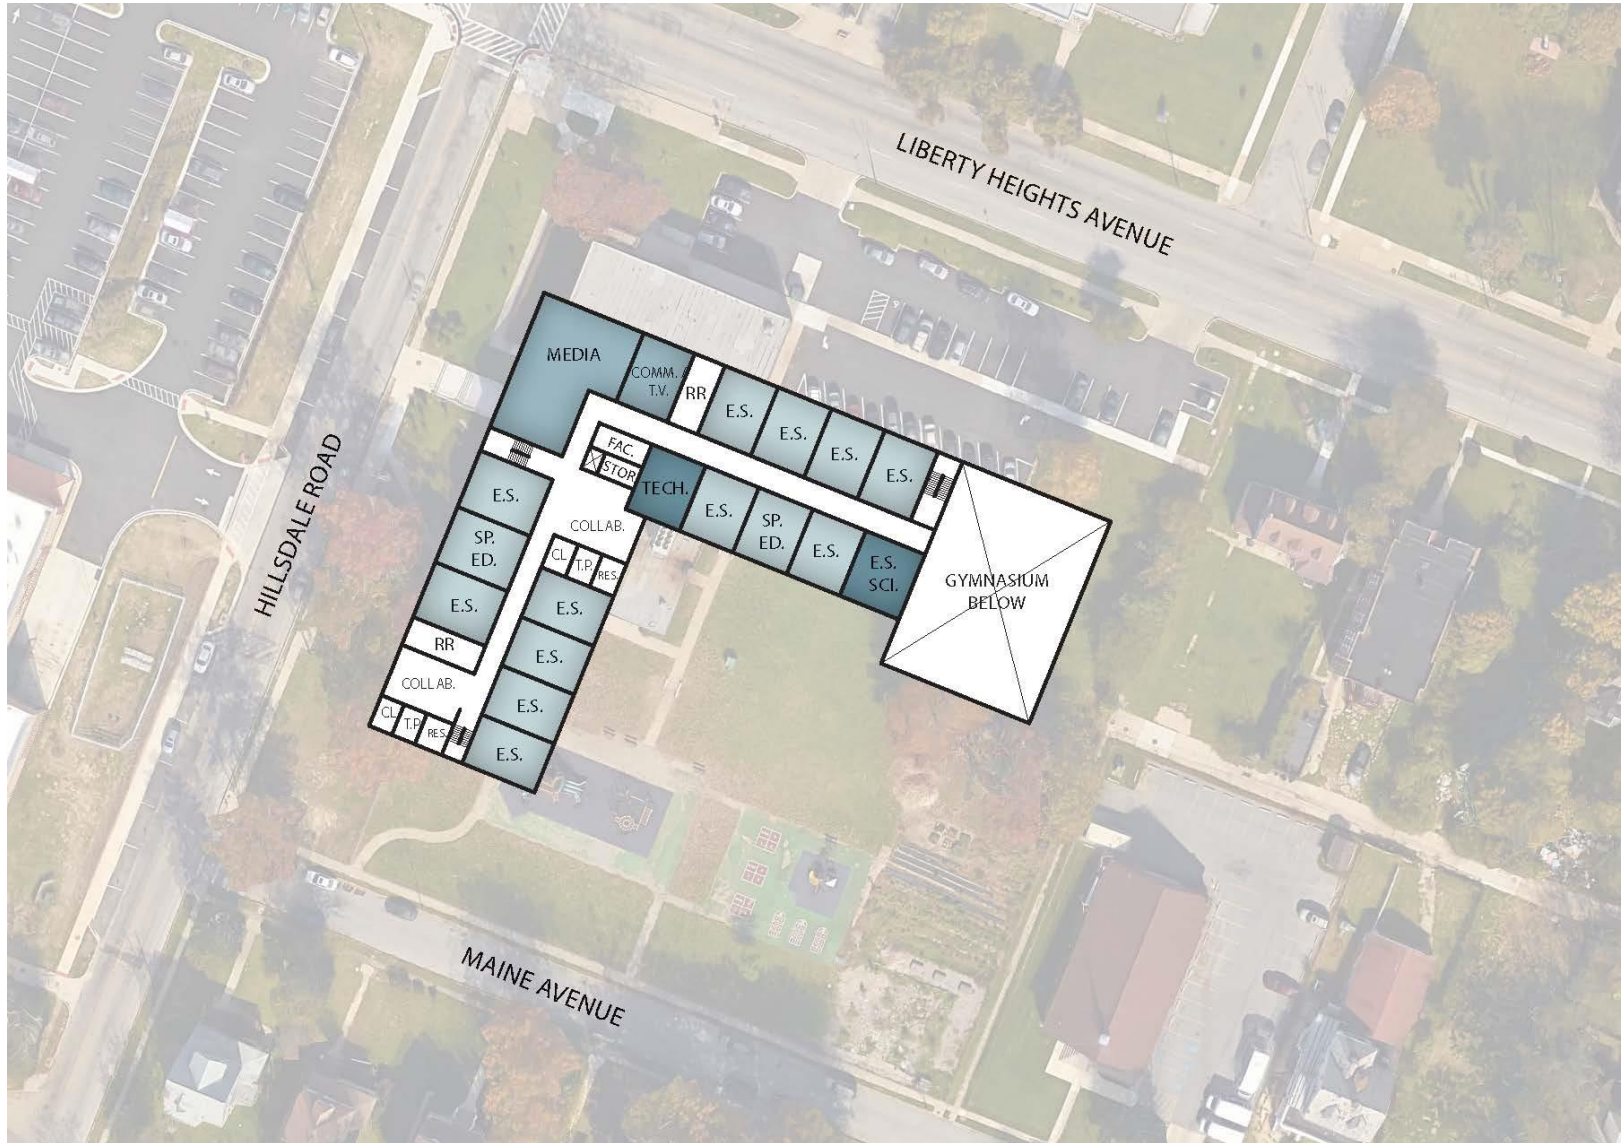 LIBERTY HEIGHTS AVENUE
HILLSDALE ROAD
MAINE AVENUE
MEDIA
COMM. /
T.V.
RR
E.S.
E.S.
E.S.
E.S.
FAC.
STOR
TECH.
E.S.
SP.
ED.
E.S.
E.S.
SCI.
GYMNASIUM
BELOW
COLLAB.
CL
T.P.
RES.
E.S.
SP.
ED.
E.S.
RR
COLLAB.
CL
T.P.
RES.
E.S.
E.S.
E.S.
E.S.